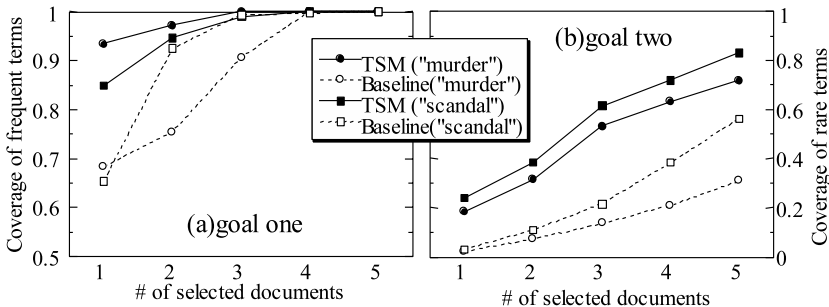 Coverage of frequent terms
1
0.9
0.8
0.7
0.6
0.5
(a)goal one
1 2 3 4 5
# of selected documents
TSM ("murder")
Baseline("murder")
TSM ("scandal")
Baseline("scandal")
(b)goal two
1
0.8
0.6
0.4
0.2
0
Coverage of rare terms
1 2 3 4 5
# of selected documents